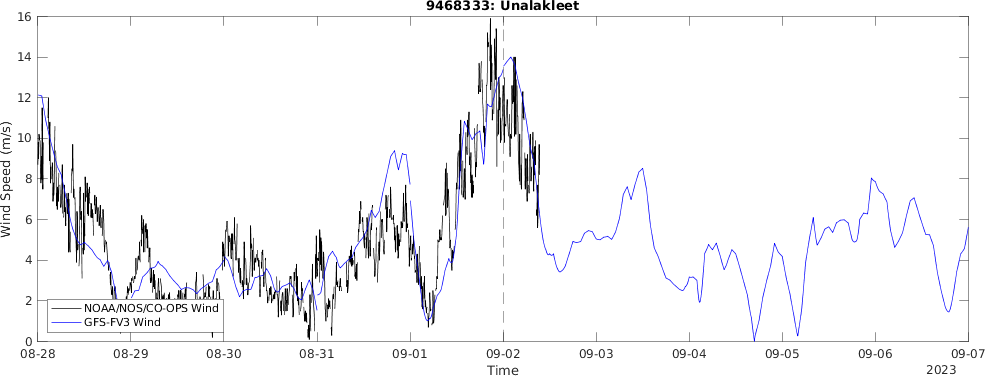 9468333: Unalakleet
Wind Speed (m/s)
16
14
12
10
8
6
4
2
0
NOAA/NOS/CO-OPS Wind
GFS-FV3 Wind
08-28 08-29 08-30 08-31 09-01 09-02 09-03 09-04 09-05 09-06 09-07
Time
2023